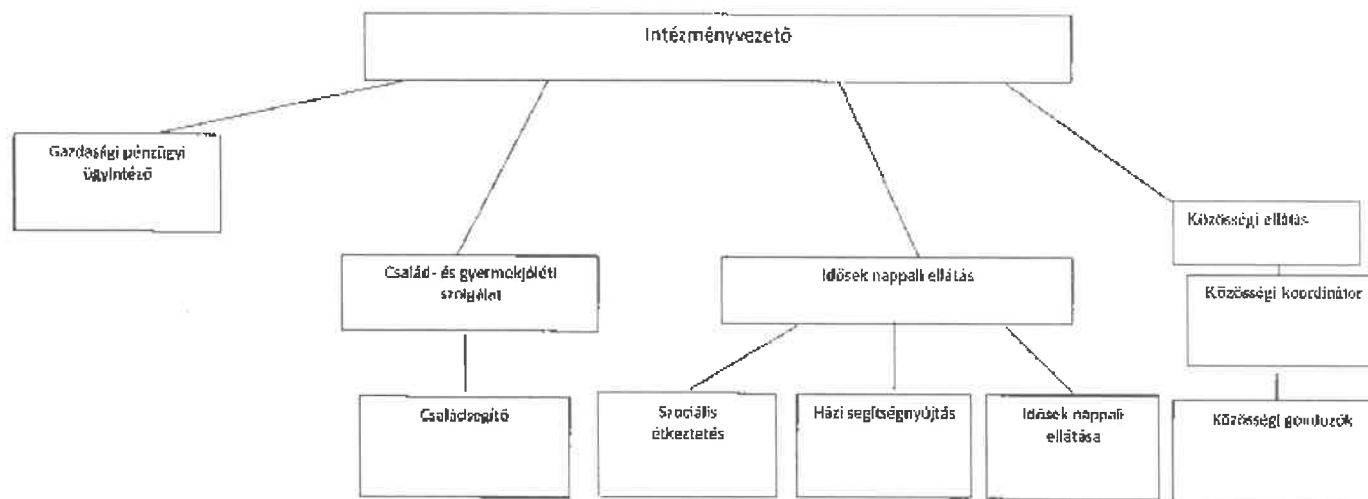 Intézményvezető
Gazdasági pénzügyi
ügyintéző
Közösségi ellátás
Család- és gyermekjóléti
szolgálat
Idősek nappali ellátás
Közösségi koordinátor
Családsegítő
Szociális
étkeztetés
Házi segítségnyújtás
Idősek nappali
ellátása
Közösségi gondozók